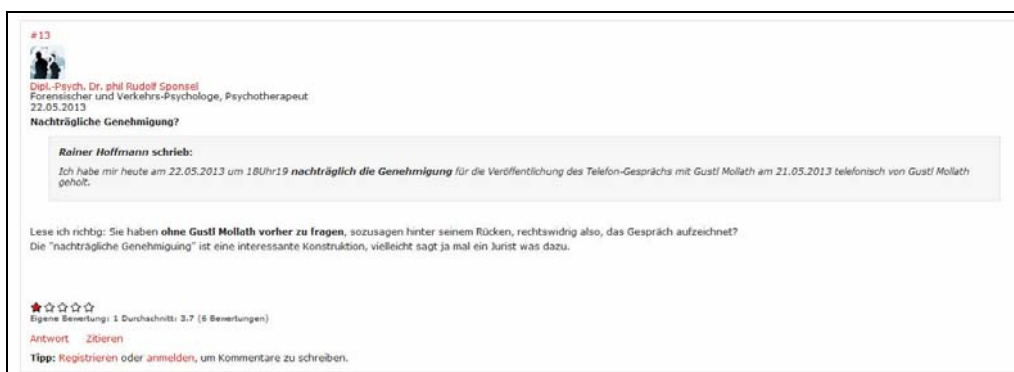 #13
Dipl.-Psych. Dr. phil Rudolf Sponsel
Forensischer und Verkehrs-Psychologe, Psychotherapeut
22.05.2013
Nachträgliche Genehmigung?
Rainer Hoffmann schrieb:
Ich habe mir heute am 22.05.2013 um 18Uhr19 nachträglich die Genehmigung für die Veröffentlichung des Telefon-Gesprächs mit Gustl Mollath am 21.05.2013 telefonisch von Gustl Mollath
geholt.
Lese ich richtig: Sie haben ohne Gustl Mollath vorher zu fragen, sozusagen hinter seinem Rücken, rechtswidrig also, das Gespräch aufzeichnet?
Die "nachträgliche Genehmiguing" ist eine interessante Konstruktion, vielleicht sagt ja mal ein Jurist was dazu.
Eigene Bewertung: 1 Durchschnitt: 3.7 (6 Bewertungen)
Antwort Zitieren
Tipp: Registrieren oder anmelden, um Kommentare zu schreiben.